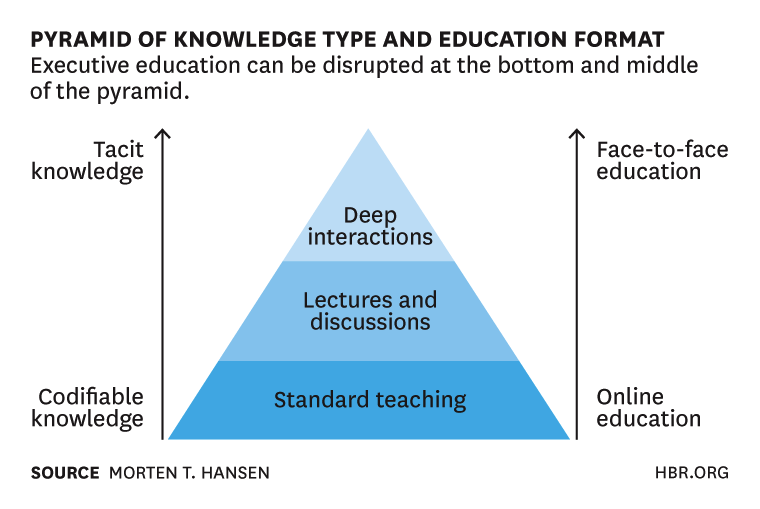 PYRAMID OF KNOWLEDGE TYPE AND EDUCATION FORMAT
Executive education can be disrupted at the bottom and middle
of the pyramid.
Tacit
knowledge
Face-to-face
education
Deep
interactions
Lectures and
discussions
Codifiable
knowledge
Standard teaching
Online
education
SOURCE MORTEN T. HANSEN
HBR.ORG